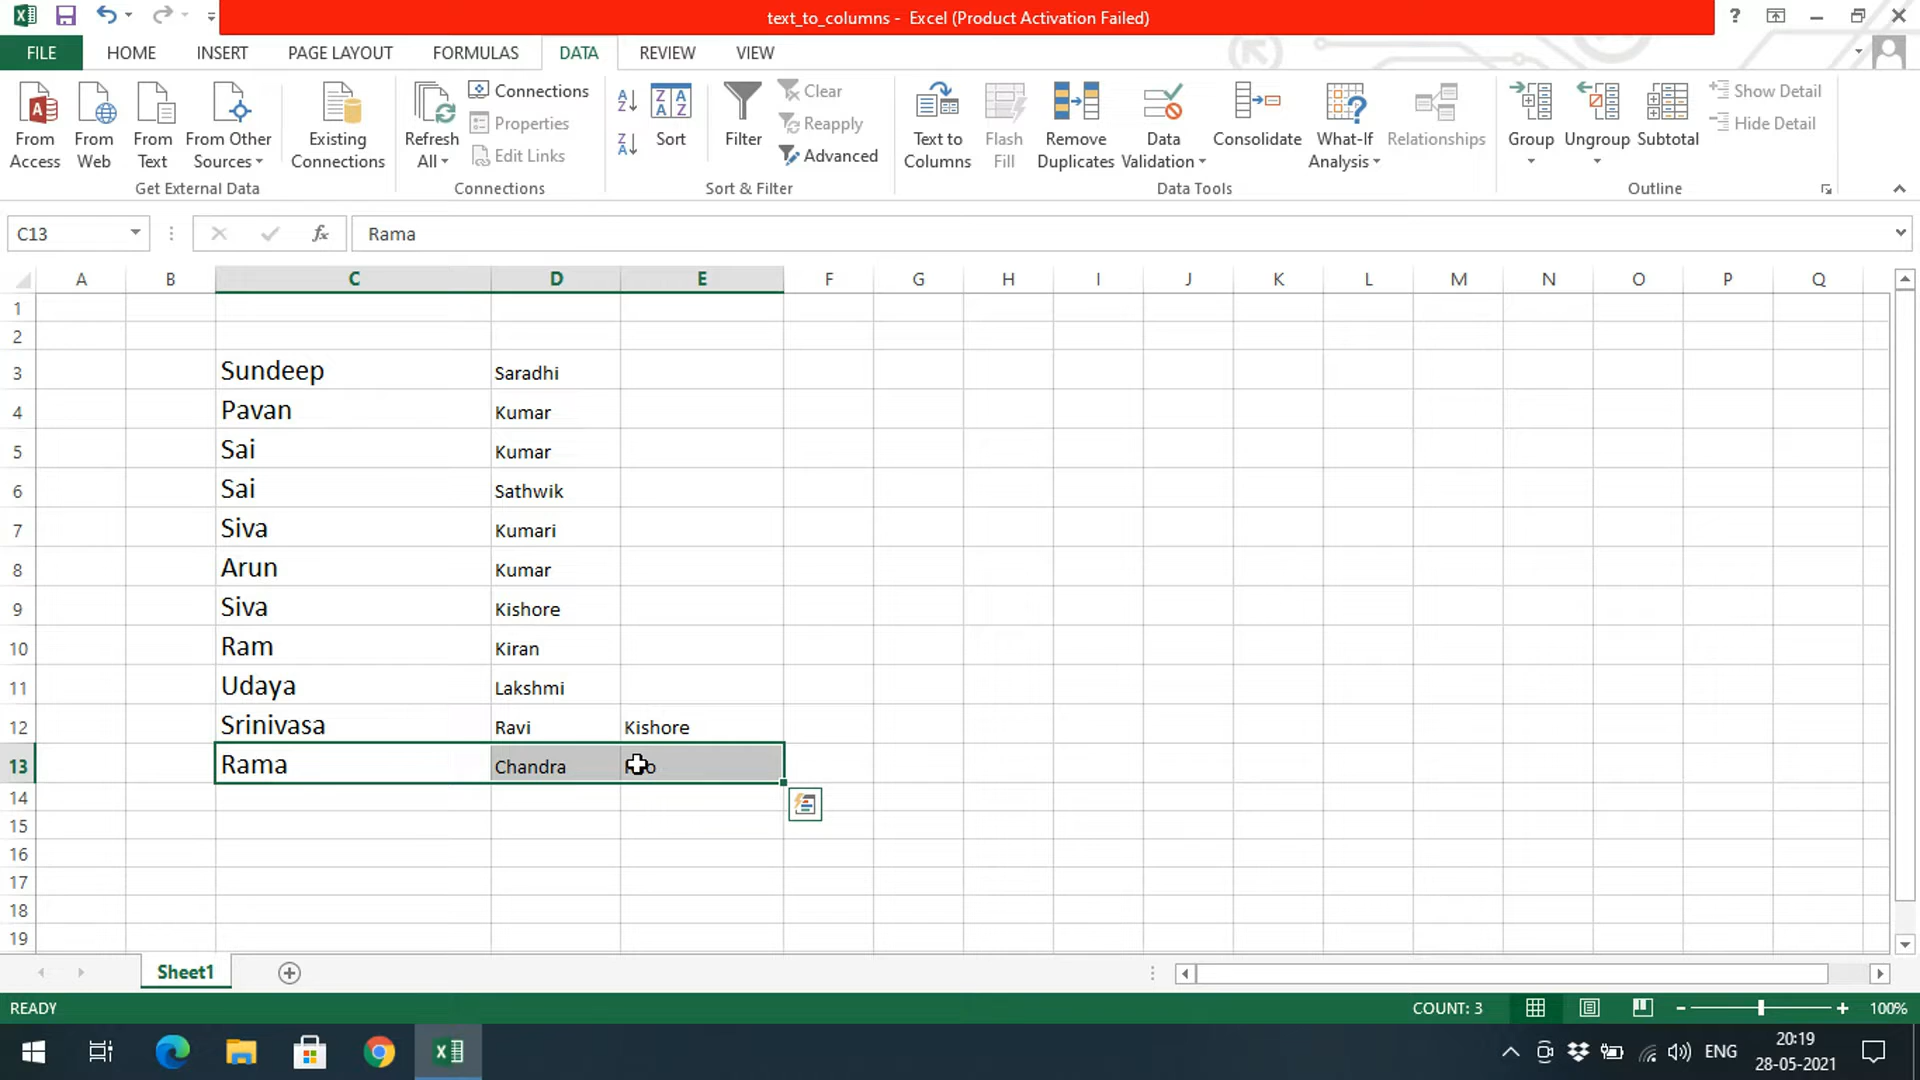 text_to_columns - Excel (Product Activation Failed)
FILE HOME INSERT PAGE LAYOUT FORMULAS DATA REVIEW VIEW
From Access
From Web
From Text
From Other Sources
Existing Connections
Get External Data
Refresh All
Connections
Properties
Edit Links
Connections
Sort
Filter
Clear
Reapply
Advanced
Sort & Filter
Text to Columns
Flash Fill
Remove Duplicates
Data Validation
Consolidate
What-If Analysis
Relationships
Data Tools
Group
Ungroup
Subtotal
Show Detail
Hide Detail
Outline
C13 fx Rama
A B C D E F G H I J K L M N O P Q
1
2
3 Sundeep Saradhi
4 Pavan Kumar
5 Sai Kumar
6 Sai Sathwik
7 Siva Kumari
8 Arun Kumar
9 Siva Kishore
10 Ram Kiran
11 Udaya Lakshmi
12 Srinivasa Ravi Kishore
13 Rama Chandra
14
15
16
17
18
19
Sheet1
READY COUNT: 3 100%
ENG 20:19
28-05-2021